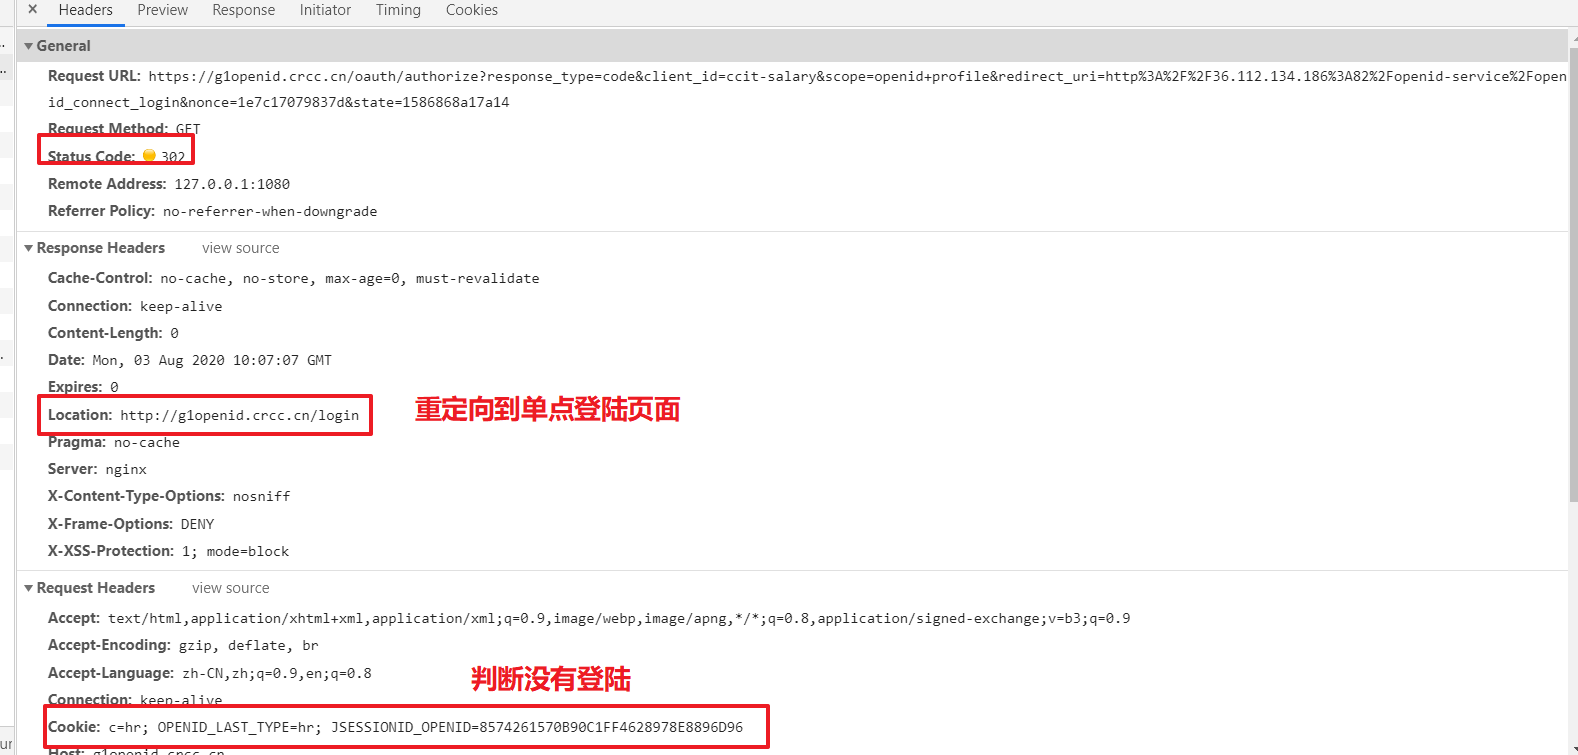 × Headers Preview Response Initiator Timing Cookies
General
Request URL: https://g1openid.crcc.cn/oauth/authorize?response_type=code&client_id=ccit-salary&scope=openid+profile&redirect_uri=http%3A%2F%2F36.112.134.186%3A82%2Fopenid-service%2Fopen
id_connect_login&nonce=1e7c17079837d&state=1586868a17a14
Request Method: GET
Status Code: 302
Remote Address: 127.0.0.1:1080
Referrer Policy: no-referrer-when-downgrade
Response Headers view source
Cache-Control: no-cache, no-store, max-age=0, must-revalidate
Connection: keep-alive
Content-Length: 0
Date: Mon, 03 Aug 2020 10:07:07 GMT
Expires: 0
Location: http://g1openid.crcc.cn/login
重定向到单点登陆页面
Pragma: no-cache
Server: nginx
X-Content-Type-Options: nosniff
X-Frame-Options: DENY
X-XSS-Protection: 1; mode=block
Request Headers view source
Accept: text/html,application/xhtml+xml,application/xml;q=0.9,image/webp,image/apng,*/*;q=0.8,application/signed-exchange;v=b3;q=0.9
Accept-Encoding: gzip, deflate, br
Accept-Language: zh-CN,zh;q=0.9,en;q=0.8
判断没有登陆
Connection: keep-alive
Cookie: c=hr; OPENID_LAST_TYPE=hr; JSESSIONID_OPENID=8574261570B90C1FF4628978E8896D96
Host: g1openid.crcc.cn